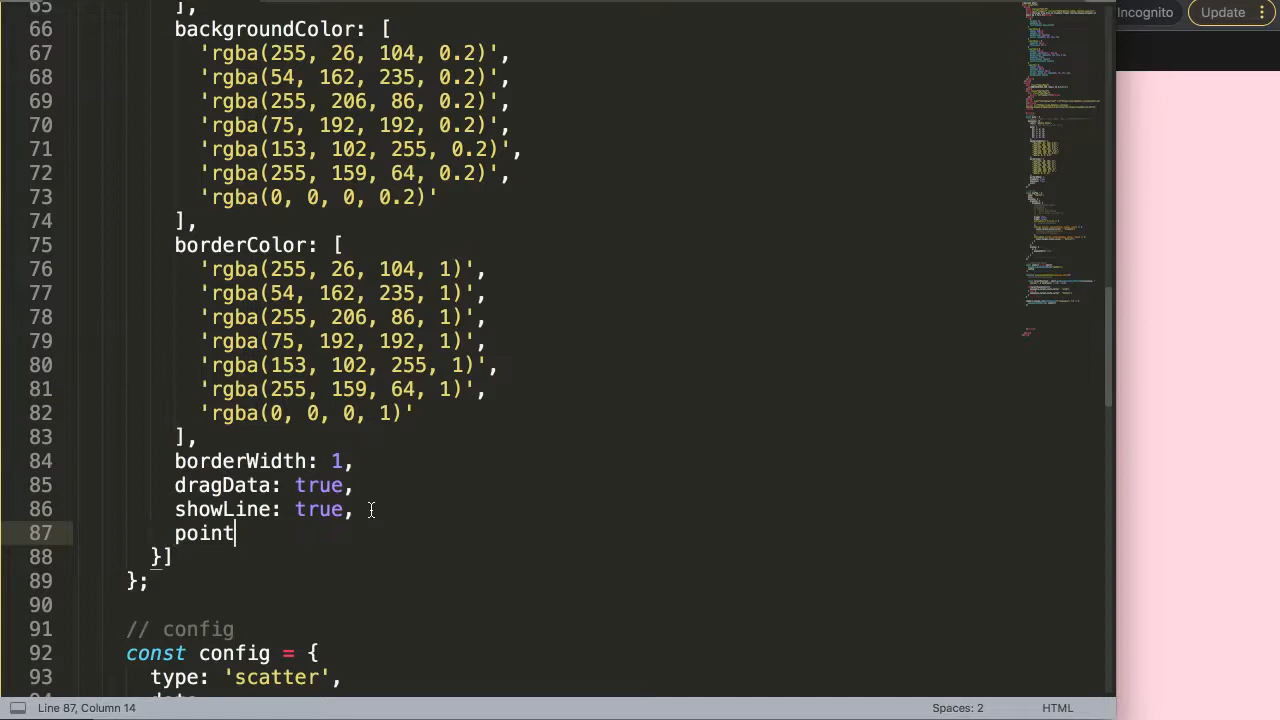 65 ],
66 backgroundColor: [
67 'rgba(255, 26, 104, 0.2)',
68 'rgba(54, 162, 235, 0.2)',
69 'rgba(255, 206, 86, 0.2)',
70 'rgba(75, 192, 192, 0.2)',
71 'rgba(153, 102, 255, 0.2)',
72 'rgba(255, 159, 64, 0.2)',
73 'rgba(0, 0, 0, 0.2)'
74 ],
75 borderColor: [
76 'rgba(255, 26, 104, 1)',
77 'rgba(54, 162, 235, 1)',
78 'rgba(255, 206, 86, 1)',
79 'rgba(75, 192, 192, 1)',
80 'rgba(153, 102, 255, 1)',
81 'rgba(255, 159, 64, 1)',
82 'rgba(0, 0, 0, 1)'
83 ],
84 borderWidth: 1,
85 dragData: true,
86 showLine: true,
87 point
88 }]
89 };
90
91 // config
92 const config = {
93 type: 'scatter',
Incognito Update
Line 87, Column 14 Spaces: 2 HTML